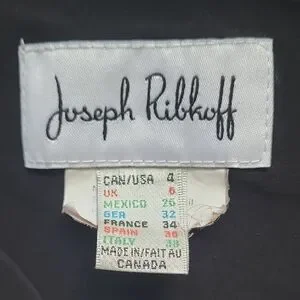 Joseph Ribkoff
CAN/USA 4
UK 6
MEXICO 26
GER 32
FRANCE 34
SPAIN 36
ITALY 38
MADE IN/FAIT AU
CANADA